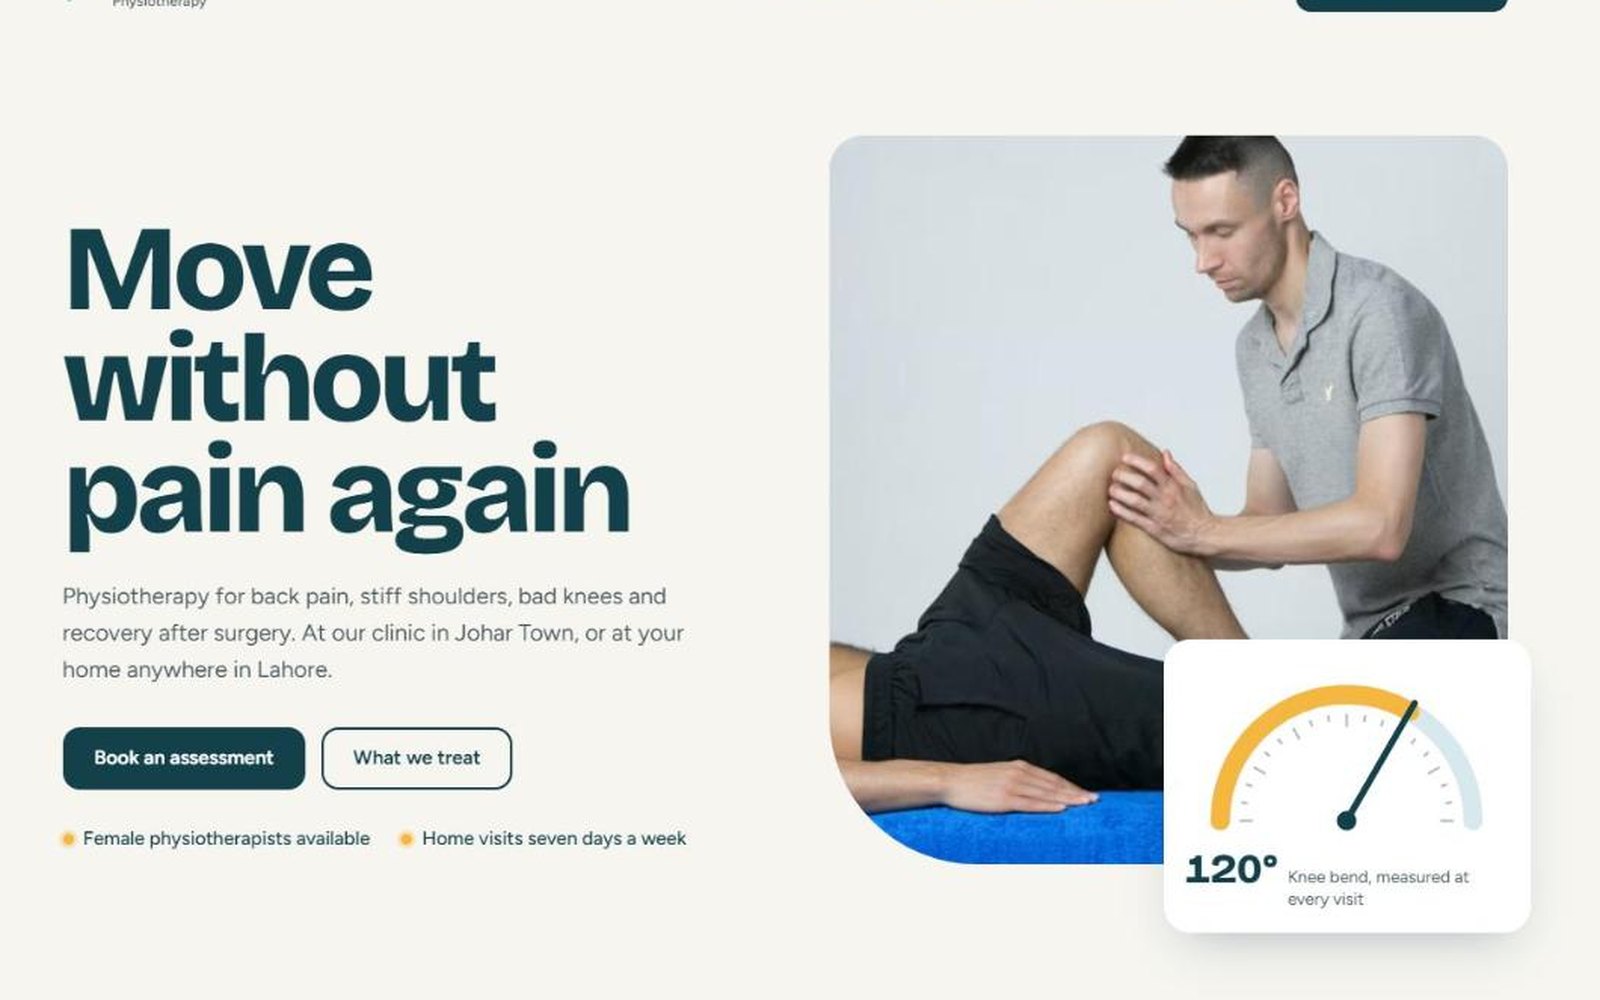 Physiotherapy
Move
without
pain again
Physiotherapy for back pain, stiff shoulders, bad knees and
recovery after surgery. At our clinic in Johar Town, or at your
home anywhere in Lahore.
Book an assessment
What we treat
Female physiotherapists available
Home visits seven days a week
120°
Knee bend, measured at
every visit